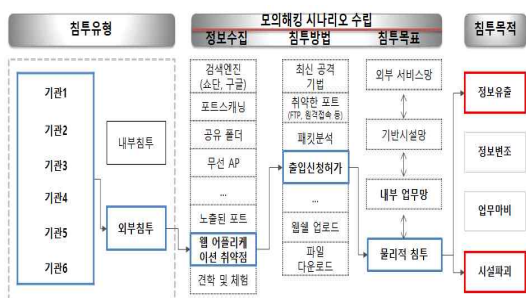 모의해킹 시나리오 수립
침투유형
정보수집
침투방법
침투목표
침투목적
기관1
기관2
기관3
기관4
기관5
기관6
내부침투
외부침투
검색엔진
(쇼단, 구글)
포트스캐닝
공유 폴더
무선 AP
...
노출된 포트
웹 어플리케
이션 취약점
견학 및 체험
최신 공격
기법
취약한 포트
(FTP, 원격접속 등)
패킷분석
출입신청허가
...
웹쉘 업로드
파일
다운로드
외부 서비스망
기반시설망
내부 업무망
물리적 침투
정보유출
정보변조
업무마비
시설파괴